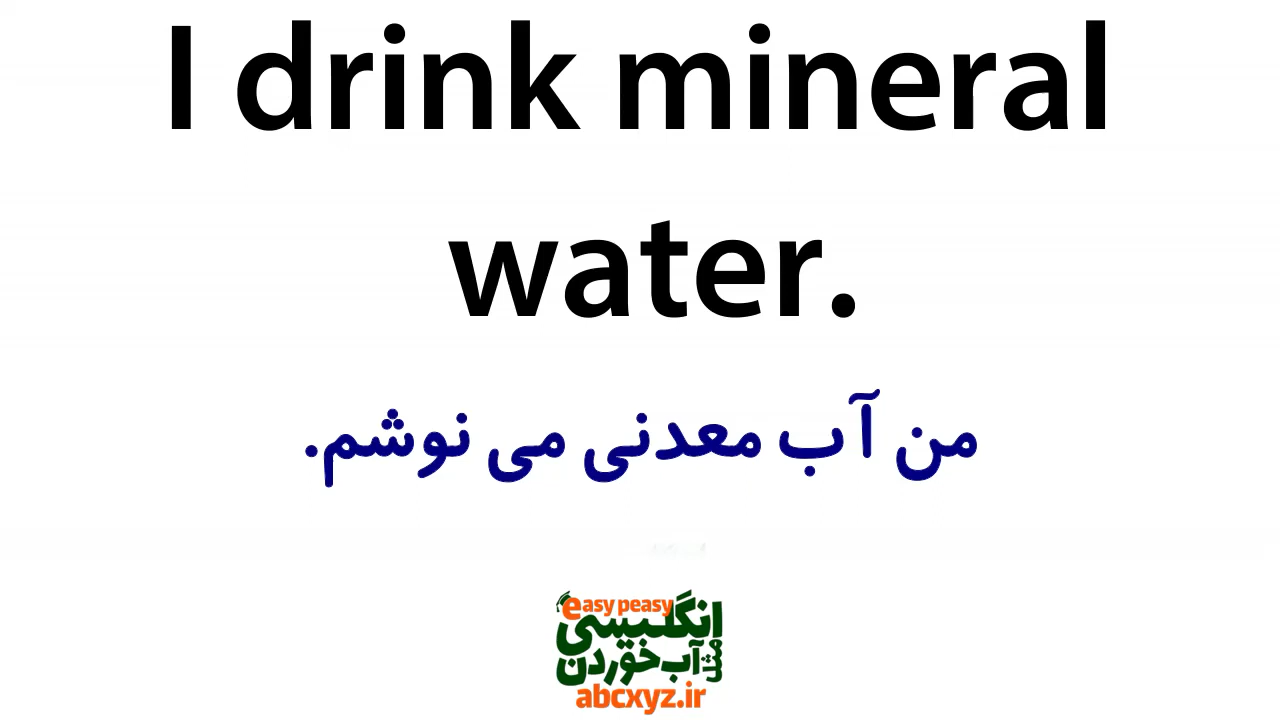 I drink mineral
water.
من آب معدنی می نوشم.
easy peasy
انگلیسی
مثل
آب خوردن
abcxyz.ir